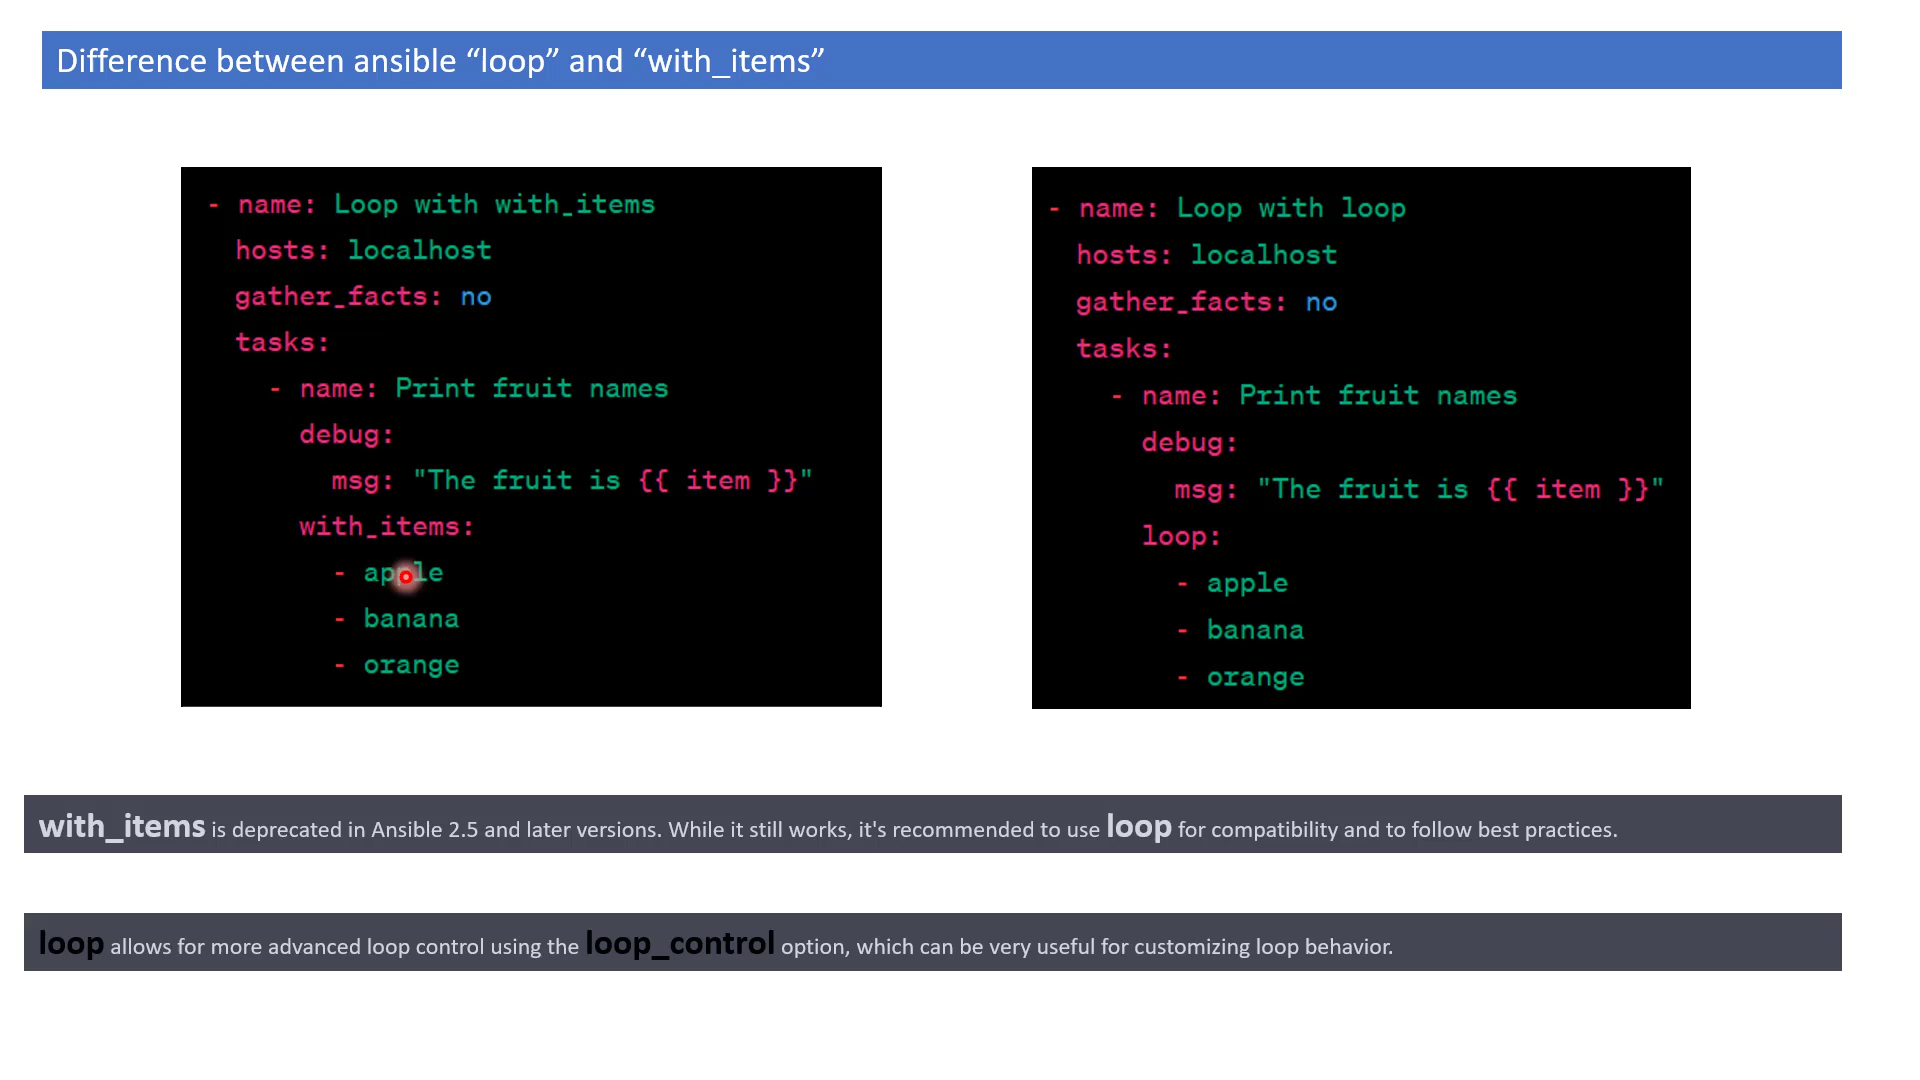 Difference between ansible “loop” and “with_items”
- name: Loop with with_items
hosts: localhost
gather_facts: no
tasks:
- name: Print fruit names
debug:
msg: "The fruit is {{ item }}"
with_items:
- apple
- banana
- orange
- name: Loop with loop
hosts: localhost
gather_facts: no
tasks:
- name: Print fruit names
debug:
msg: "The fruit is {{ item }}"
loop:
- apple
- banana
- orange
with_items is deprecated in Ansible 2.5 and later versions. While it still works, it's recommended to use loop for compatibility and to follow best practices.
loop allows for more advanced loop control using the loop_control option, which can be very useful for customizing loop behavior.